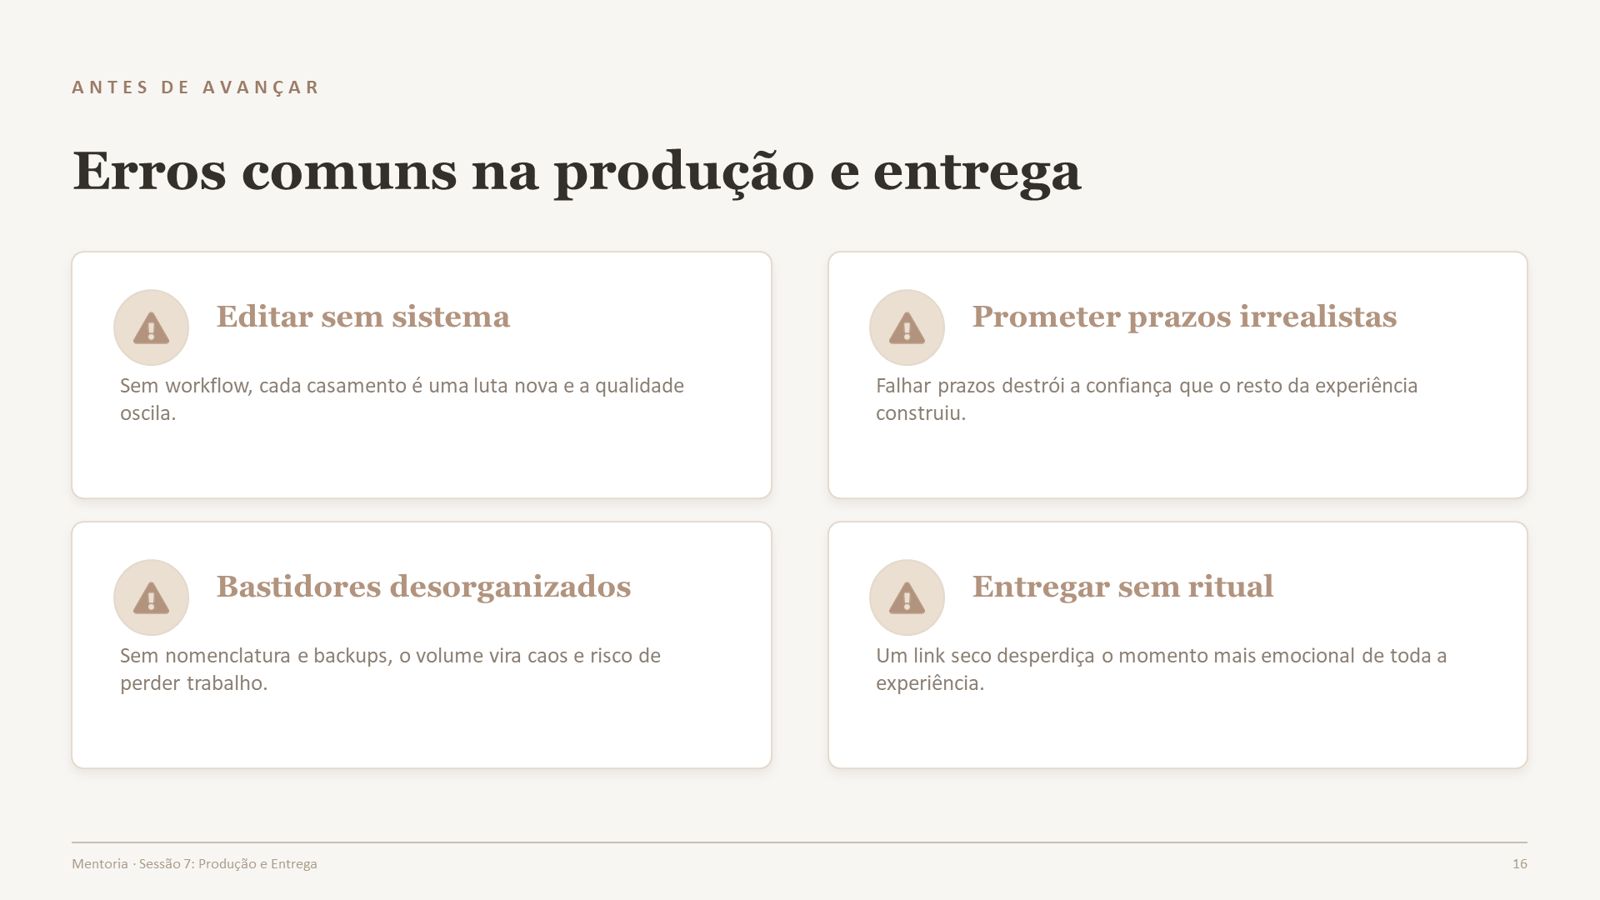 ANTES DE AVANÇAR
Erros comuns na produção e entrega
Editar sem sistema
Sem workflow, cada casamento é uma luta nova e a qualidade
oscila.
Prometer prazos irrealistas
Falhar prazos destrói a confiança que o resto da experiência
construiu.
Bastidores desorganizados
Sem nomenclatura e backups, o volume vira caos e risco de
perder trabalho.
Entregar sem ritual
Um link seco desperdiça o momento mais emocional de toda a
experiência.
Mentoria · Sessão 7: Produção e Entrega
16